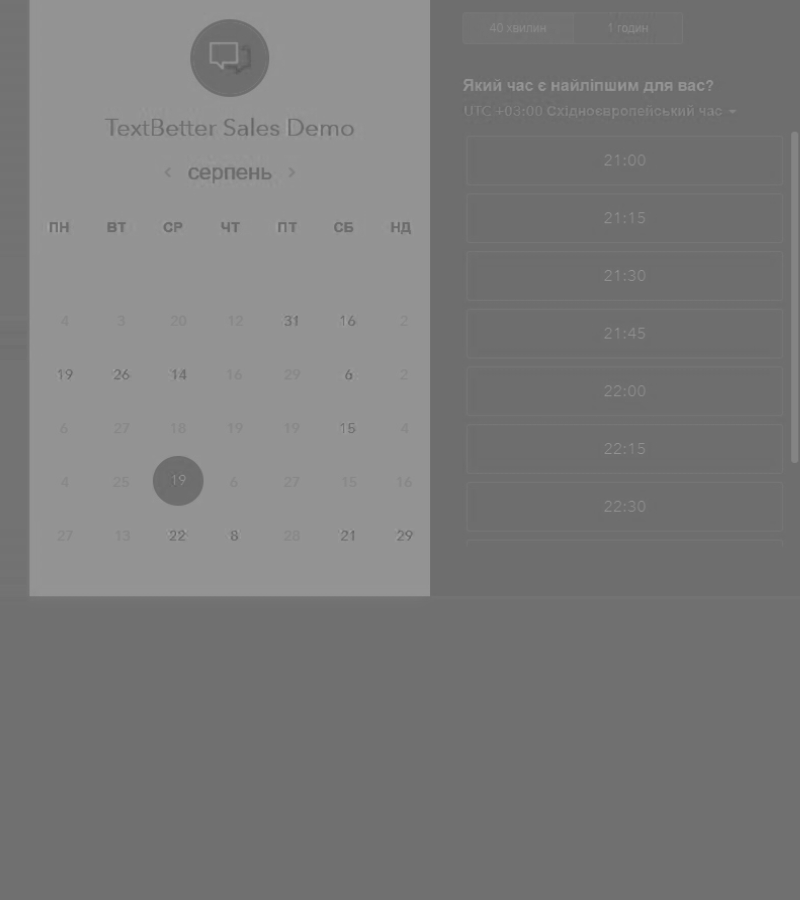 TextBetter Sales Demo
‹ серпень ›
ПН ВТ СР ЧТ ПТ СБ НД
4 3 20 12 31 16 2
19 26 14 16 29 6 2
6 27 18 19 19 15 4
4 25 19 6 27 15 16
27 13 22 8 28 21 29
40 хвилин 1 годин
Який час є найліпшим для вас?
UTC +03:00 Східноєвропейський час
21:00
21:15
21:30
21:45
22:00
22:15
22:30